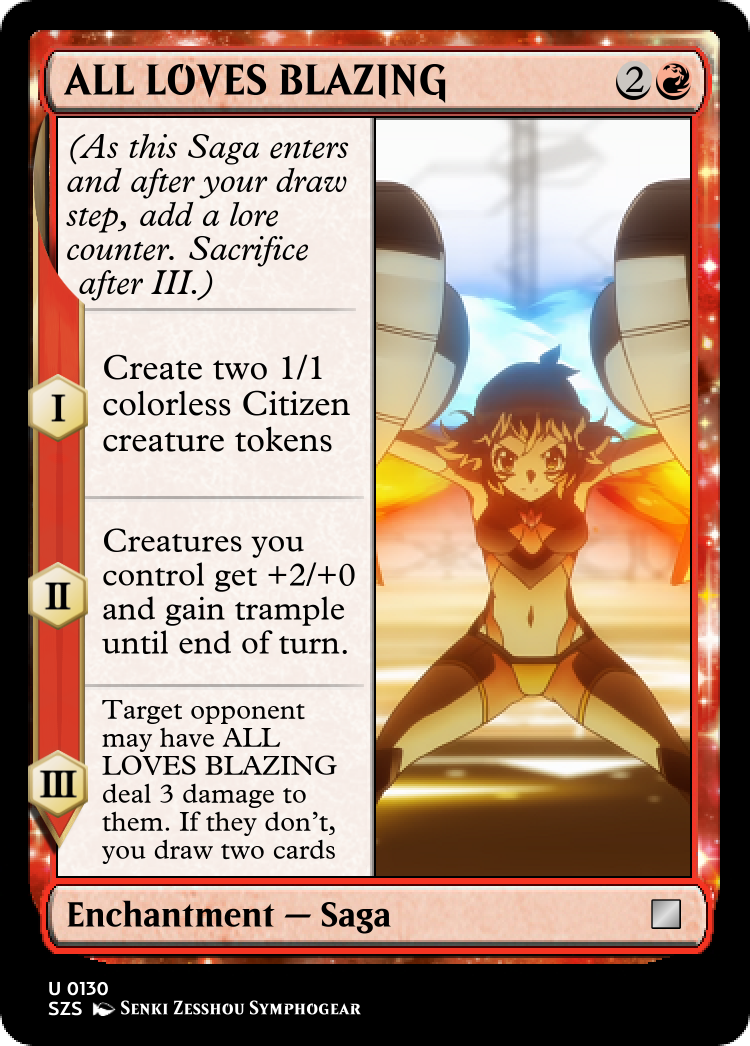 ALL LOVES BLAZING 2
(As this Saga enters
and after your draw
step, add a lore
counter. Sacrifice
after III.)
I
Create two 1/1
colorless Citizen
creature tokens
II
Creatures you
control get +2/+0
and gain trample
until end of turn.
III
Target opponent
may have ALL
LOVES BLAZING
deal 3 damage to
them. If they don't,
you draw two cards
Enchantment — Saga
U 0130
SZS SENKI ZESSHOU SYMPHOGEAR